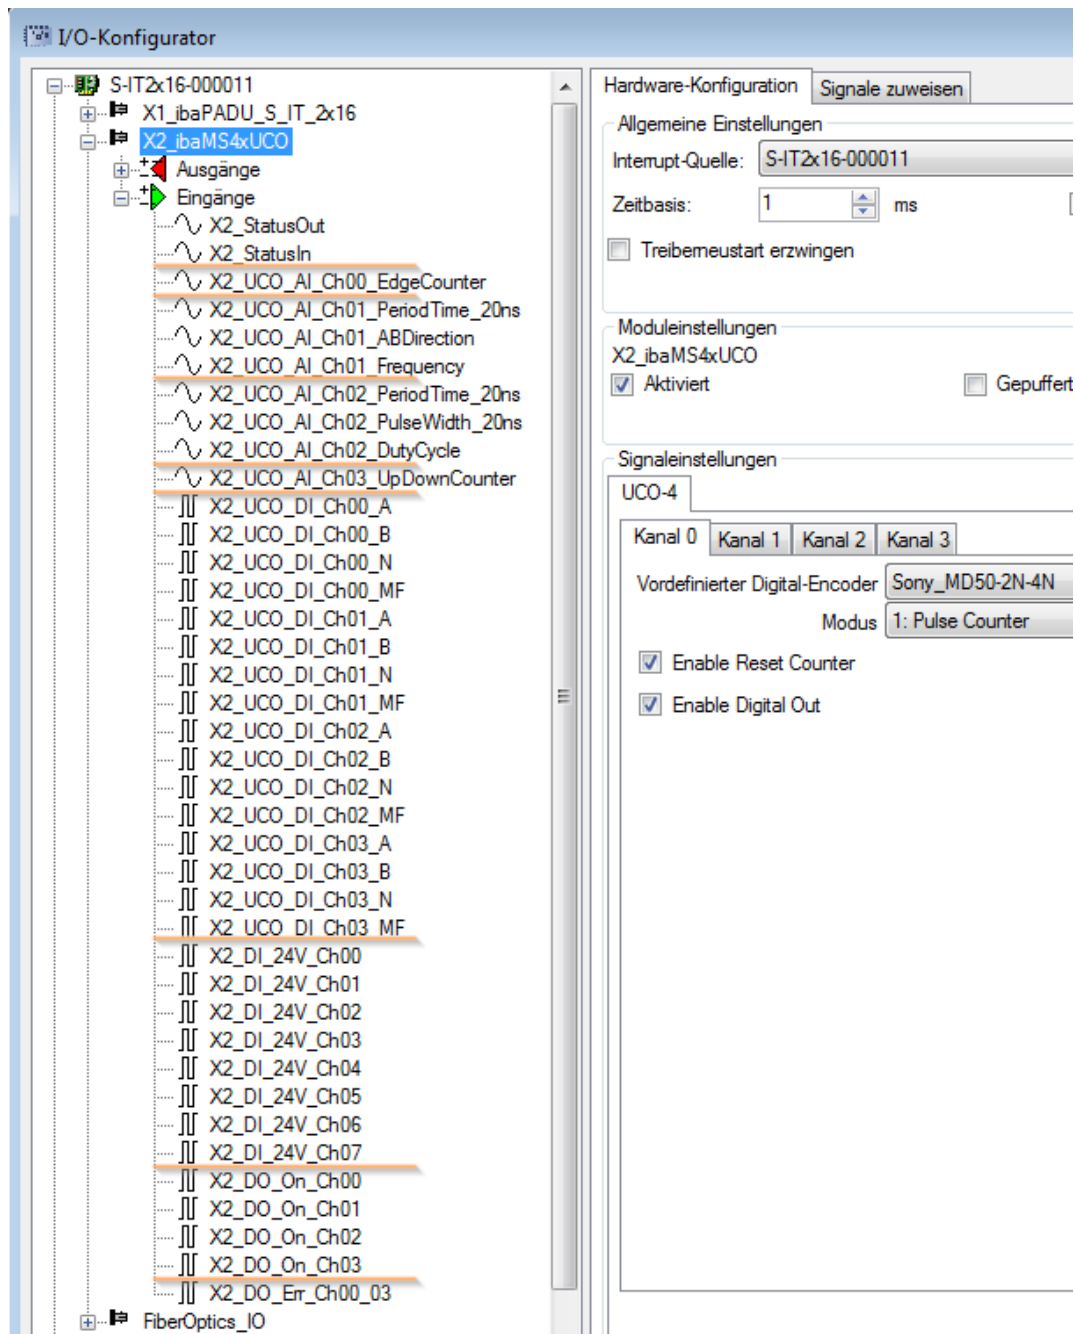 I/O-Konfigurator
S-IT2x16-000011
X1_ibaPADU_S_IT_2x16
X2_ibaMS4xUCO
Ausgänge
Eingänge
X2_StatusOut
X2_StatusIn
X2_UCO_AI_Ch00_EdgeCounter
X2_UCO_AI_Ch01_PeriodTime_20ns
X2_UCO_AI_Ch01_ABDirection
X2_UCO_AI_Ch01_Frequency
X2_UCO_AI_Ch02_PeriodTime_20ns
X2_UCO_AI_Ch02_PulseWidth_20ns
X2_UCO_AI_Ch02_DutyCycle
X2_UCO_AI_Ch03_UpDownCounter
X2_UCO_DI_Ch00_A
X2_UCO_DI_Ch00_B
X2_UCO_DI_Ch00_N
X2_UCO_DI_Ch00_MF
X2_UCO_DI_Ch01_A
X2_UCO_DI_Ch01_B
X2_UCO_DI_Ch01_N
X2_UCO_DI_Ch01_MF
X2_UCO_DI_Ch02_A
X2_UCO_DI_Ch02_B
X2_UCO_DI_Ch02_N
X2_UCO_DI_Ch02_MF
X2_UCO_DI_Ch03_A
X2_UCO_DI_Ch03_B
X2_UCO_DI_Ch03_N
X2_UCO_DI_Ch03_MF
X2_DI_24V_Ch00
X2_DI_24V_Ch01
X2_DI_24V_Ch02
X2_DI_24V_Ch03
X2_DI_24V_Ch04
X2_DI_24V_Ch05
X2_DI_24V_Ch06
X2_DI_24V_Ch07
X2_DO_On_Ch00
X2_DO_On_Ch01
X2_DO_On_Ch02
X2_DO_On_Ch03
X2_DO_Err_Ch00_03
FiberOptics_IO
Hardware-Konfiguration Signale zuweisen
Allgemeine Einstellungen
Interrupt-Quelle: S-IT2x16-000011
Zeitbasis: 1 ms
Treiberneustart erzwingen
Moduleinstellungen
X2_ibaMS4xUCO
Aktiviert Gepuffert
Signaleinstellungen
UCO-4
Kanal 0 Kanal 1 Kanal 2 Kanal 3
Vordefinierter Digital-Encoder Sony_MD50-2N-4N
Modus 1: Pulse Counter
Enable Reset Counter
Enable Digital Out